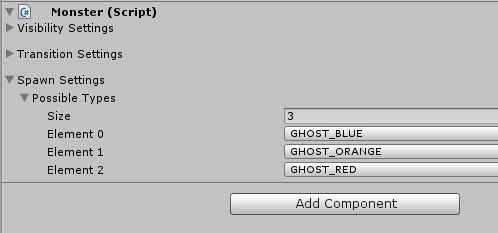 Monster (Script)
Visibility Settings
Transition Settings
Spawn Settings
Possible Types
Size 3
Element 0 GHOST_BLUE
Element 1 GHOST_ORANGE
Element 2 GHOST_RED
Add Component